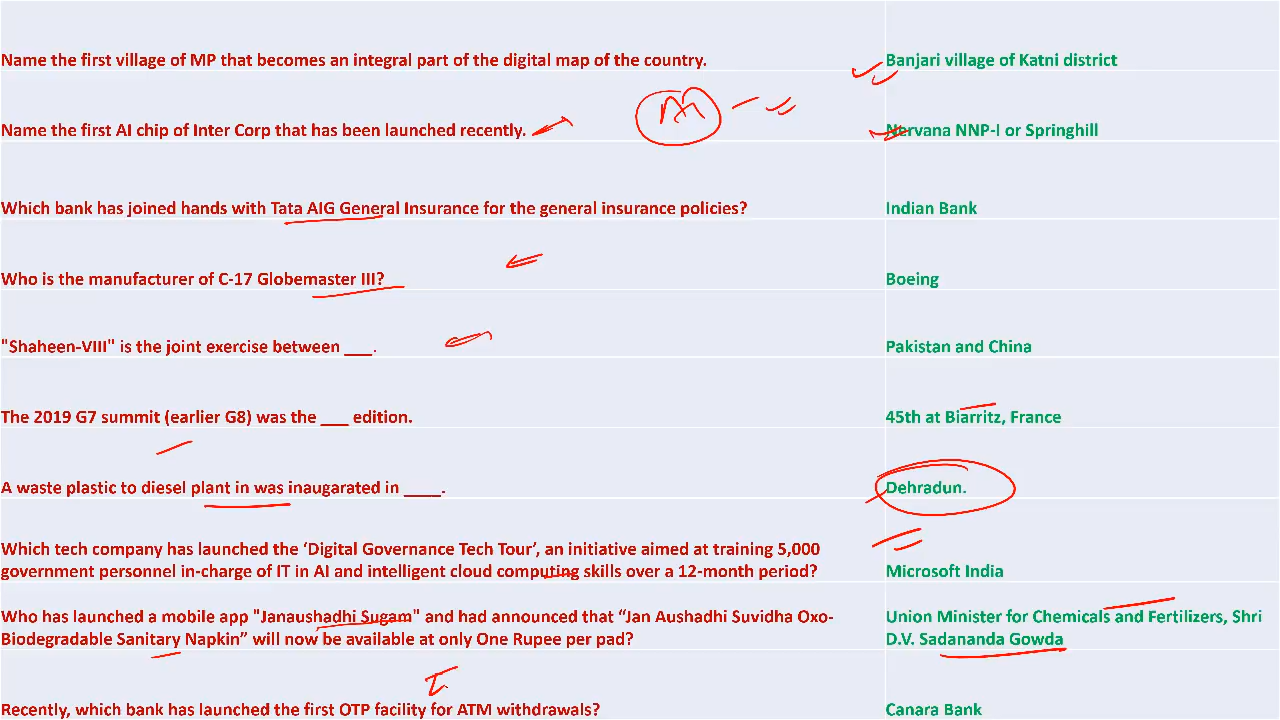 Name the first village of MP that becomes an integral part of the digital map of the country.
Banjari village of Katni district
Name the first AI chip of Inter Corp that has been launched recently.
Nervana NNP-I or Springhill
Which bank has joined hands with Tata AIG General Insurance for the general insurance policies?
Indian Bank
Who is the manufacturer of C-17 Globemaster III?
Boeing
"Shaheen-VIII" is the joint exercise between ___.
Pakistan and China
The 2019 G7 summit (earlier G8) was the ___ edition.
45th at Biarritz, France
A waste plastic to diesel plant in was inaugarated in ____.
Dehradun.
Which tech company has launched the ‘Digital Governance Tech Tour’, an initiative aimed at training 5,000
government personnel in-charge of IT in AI and intelligent cloud computing skills over a 12-month period?
Microsoft India
Who has launched a mobile app "Janaushadhi Sugam" and had announced that “Jan Aushadhi Suvidha Oxo-
Biodegradable Sanitary Napkin” will now be available at only One Rupee per pad?
Union Minister for Chemicals and Fertilizers, Shri
D.V. Sadananda Gowda
Recently, which bank has launched the first OTP facility for ATM withdrawals?
Canara Bank